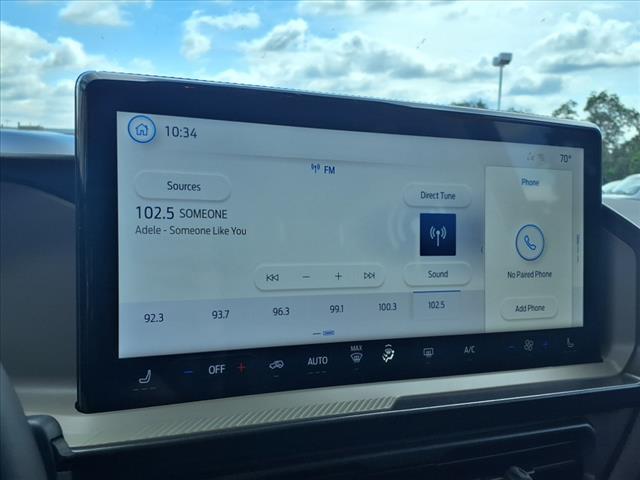 10:34
70°
FM
Sources
Direct Tune
Phone
102.5 SOMEONE
Adele - Someone Like You
No Paired Phone
Sound
Add Phone
92.3 93.7 96.3 99.1 100.3 102.5
OFF AUTO MAX A/C